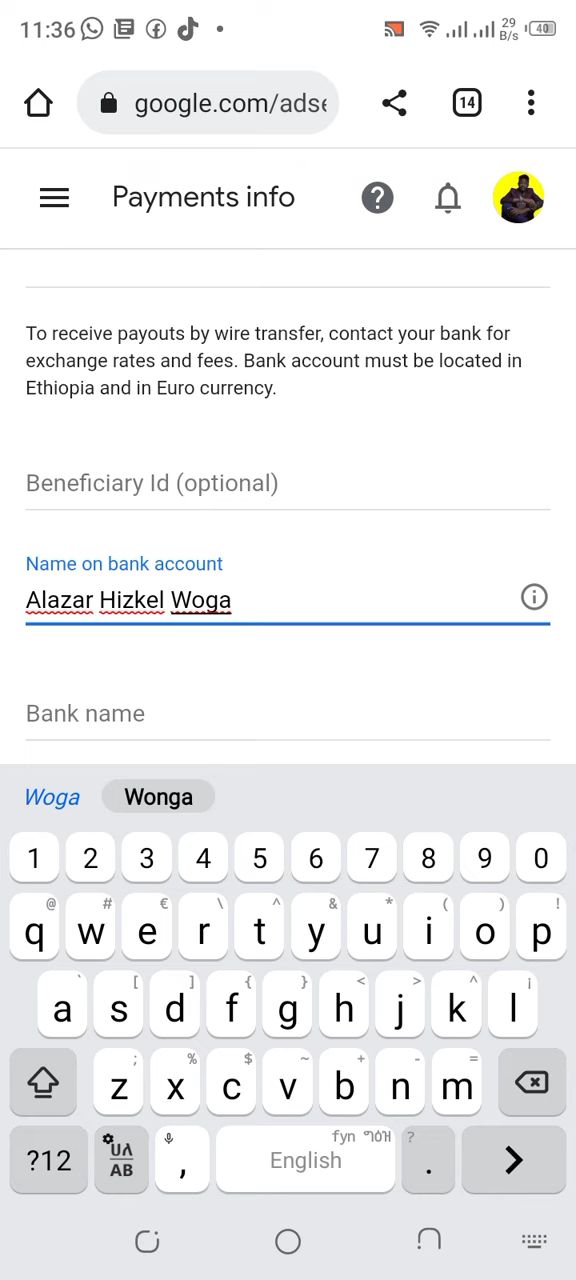 11:36 29 B/s 40
google.com/adse 14
Payments info
To receive payouts by wire transfer, contact your bank for
exchange rates and fees. Bank account must be located in
Ethiopia and in Euro currency.
Beneficiary Id (optional)
Name on bank account
Alazar Hizkel Woga
Bank name
Woga Wonga
1 2 3 4 5 6 7 8 9 0
@ # € \ ^ & * ( ) !
q w e r t y u i o p
` [ ] { } < > ^ ¡
a s d f g h j k l
; % $ ~ + - =
z x c v b n m
?12 AB , English fyn . ?